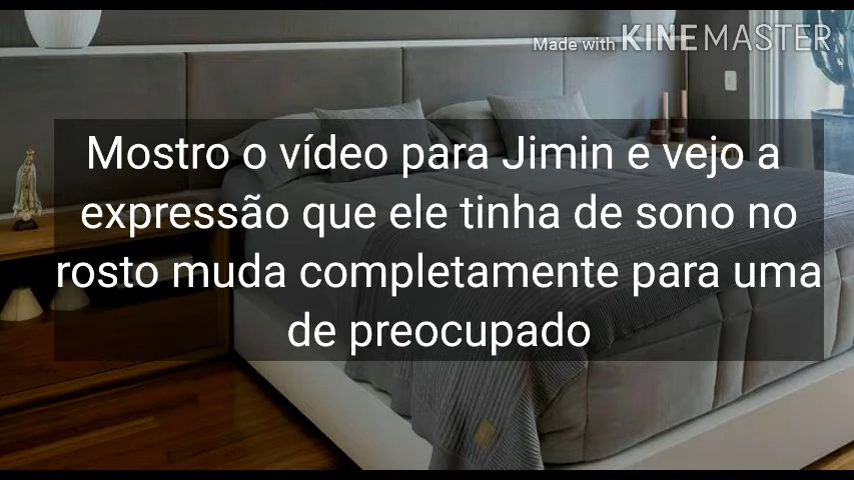 Made with KINEMASTER
Mostro o vídeo para Jimin e vejo a
expressão que ele tinha de sono no
rosto muda completamente para uma
de preocupado